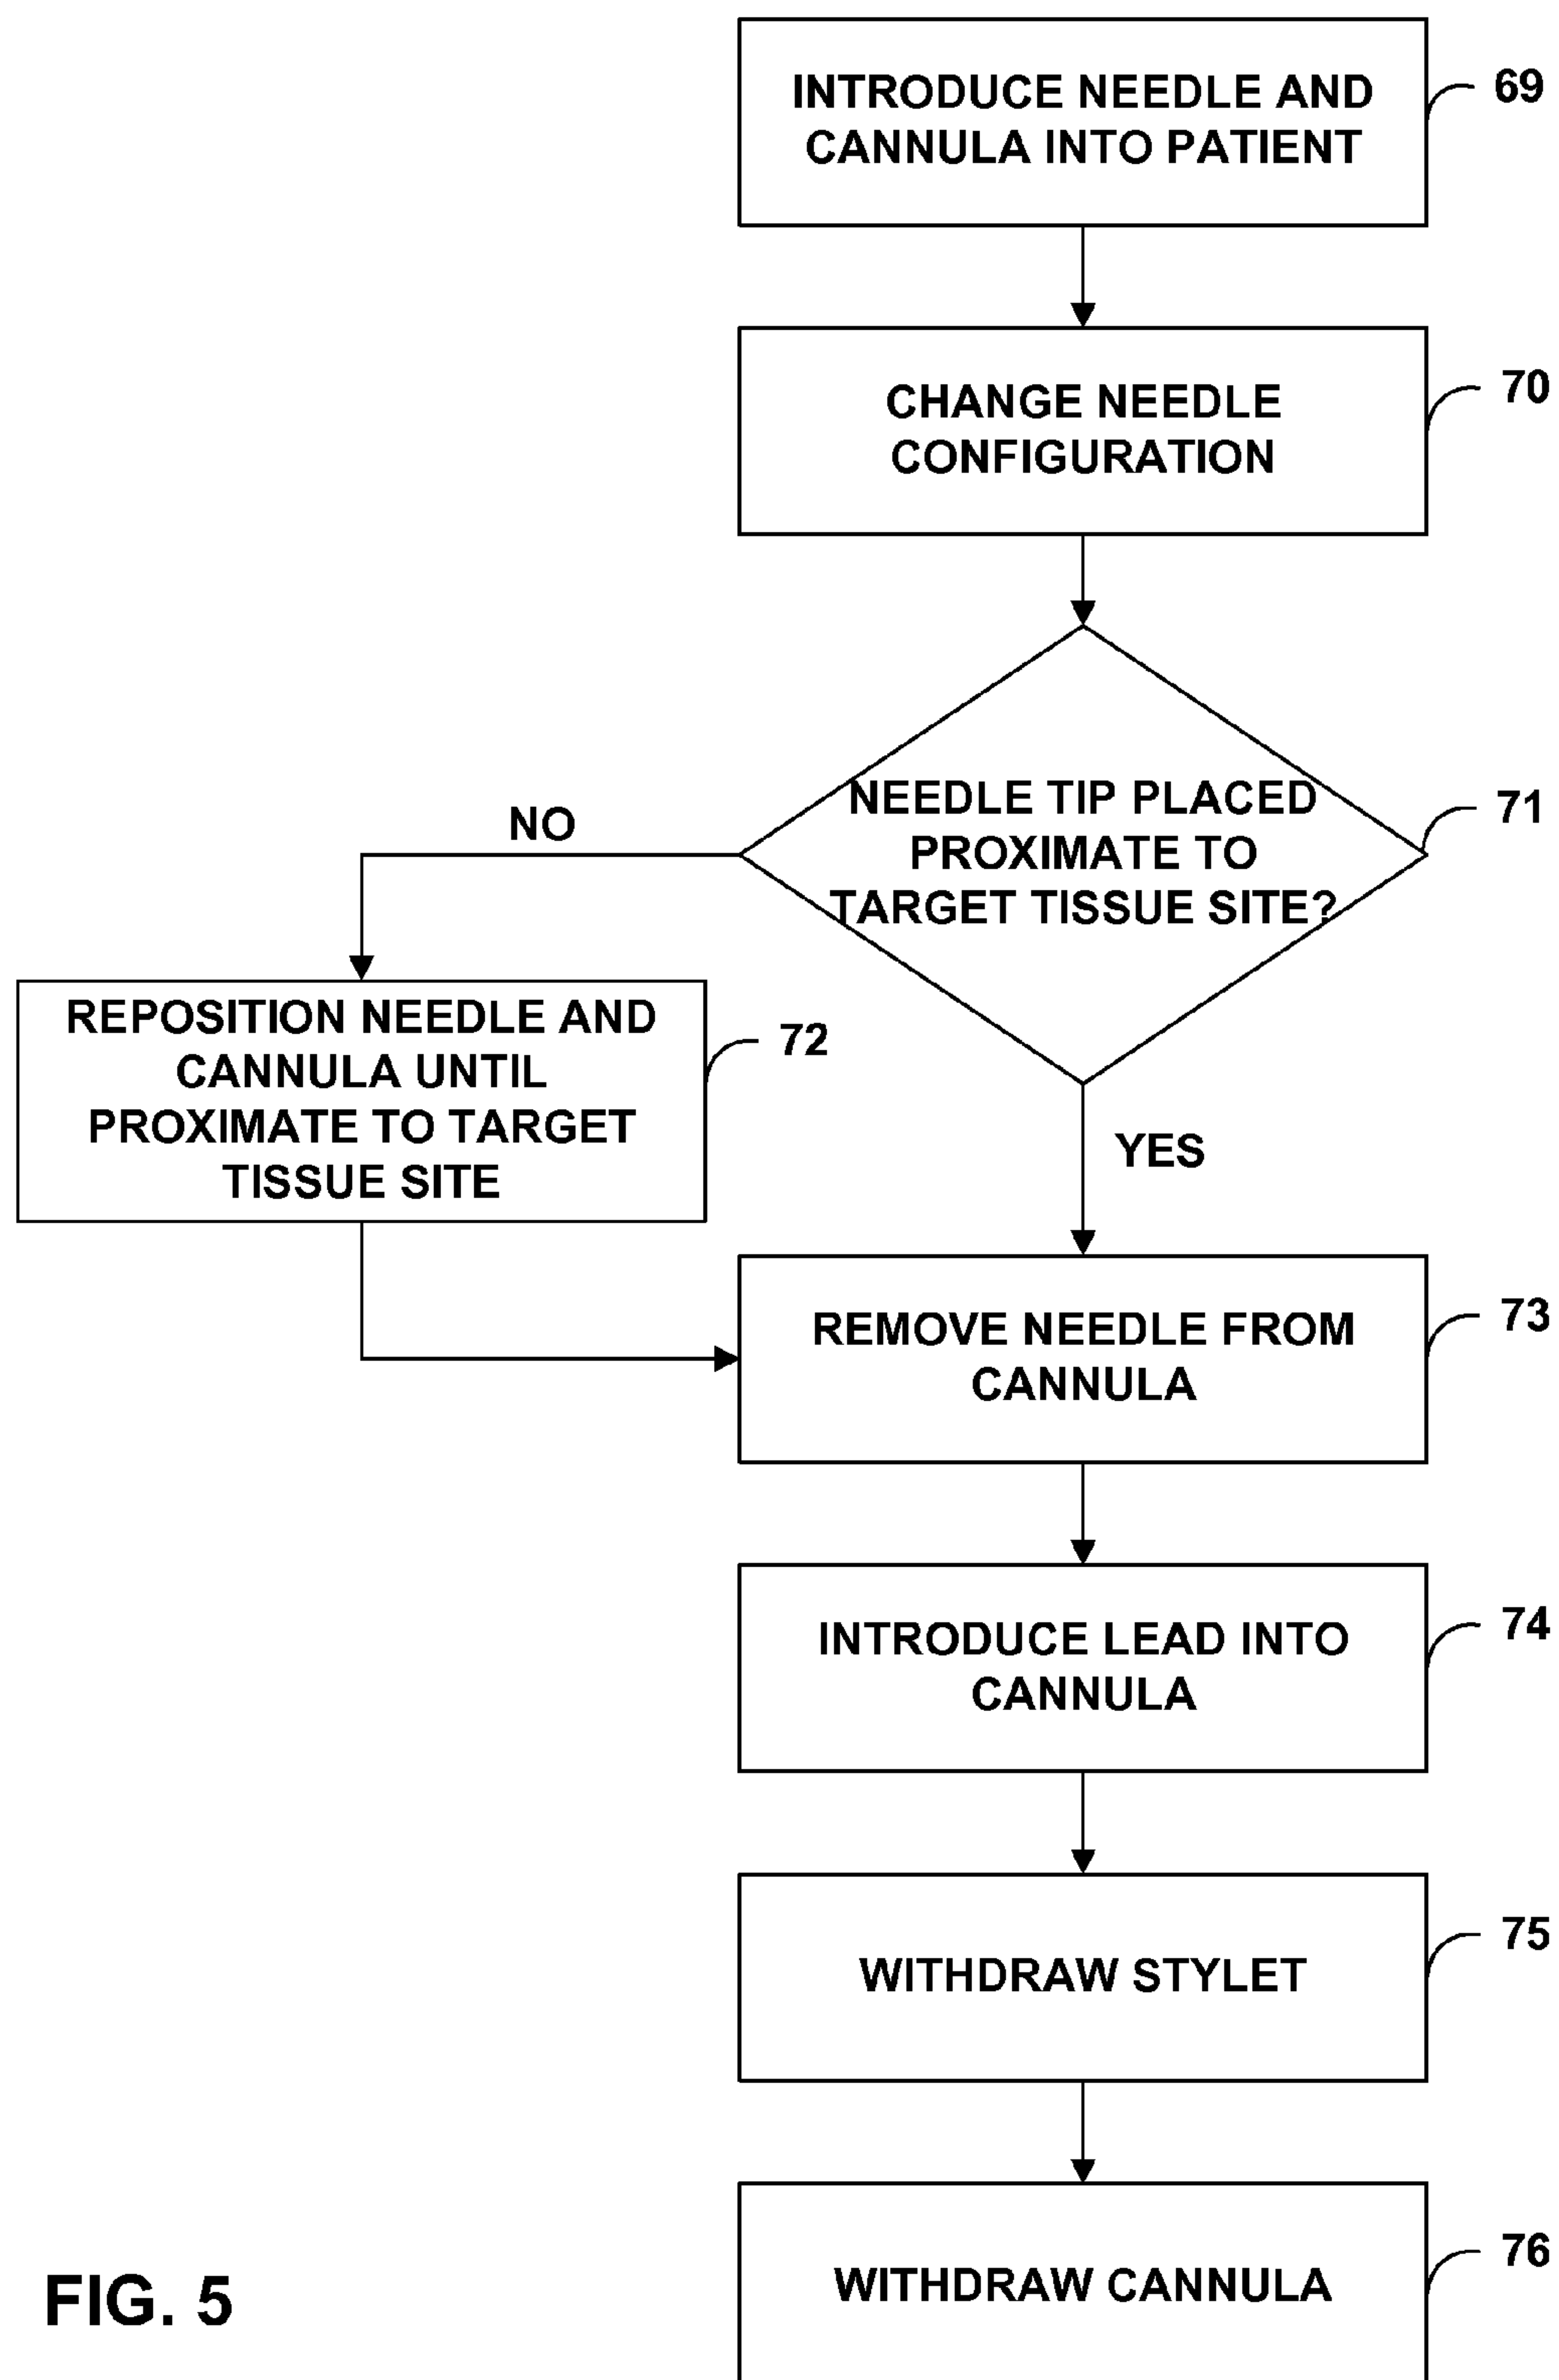 INTRODUCE NEEDLE AND
CANNULA INTO PATIENT
69
CHANGE NEEDLE
CONFIGURATION
70
NEEDLE TIP PLACED
PROXIMATE TO
TARGET TISSUE SITE?
71
NO
REPOSITION NEEDLE AND
CANNULA UNTIL
PROXIMATE TO TARGET
TISSUE SITE
72
YES
REMOVE NEEDLE FROM
CANNULA
73
INTRODUCE LEAD INTO
CANNULA
74
WITHDRAW STYLET
75
WITHDRAW CANNULA
76
FIG. 5